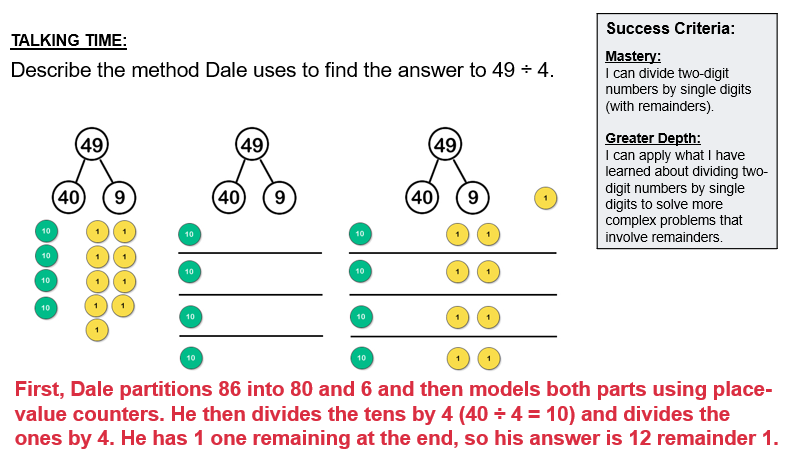 TALKING TIME:
Describe the method Dale uses to find the answer to 49 ÷ 4.
Success Criteria:
Mastery:
I can divide two-digit
numbers by single digits
(with remainders).
Greater Depth:
I can apply what I have
learned about dividing two-
digit numbers by single
digits to solve more
complex problems that
involve remainders.
49
40 9
10 1 1
10 1 1
10 1 1
10 1 1
1
49
40 9
10
10
10
10
49
40 9 1
10 1 1
10 1 1
10 1 1
10 1 1
First, Dale partitions 86 into 80 and 6 and then models both parts using place-
value counters. He then divides the tens by 4 (40 ÷ 4 = 10) and divides the
ones by 4. He has 1 one remaining at the end, so his answer is 12 remainder 1.